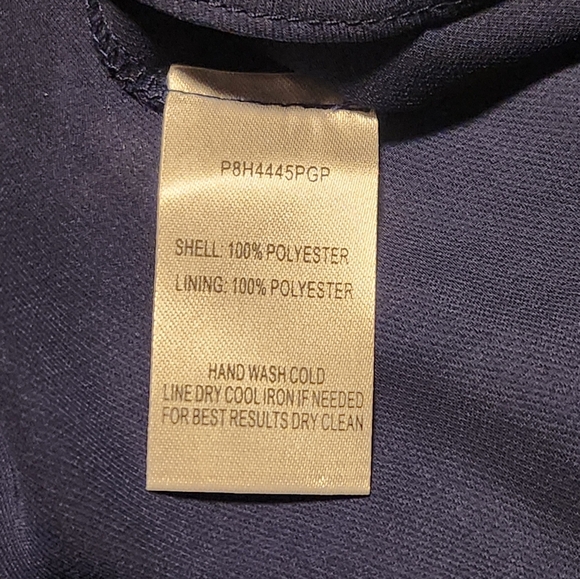 P8H4445PGP
SHELL: 100% POLYESTER
LINING: 100% POLYESTER
HAND WASH COLD
LINE DRY COOL IRON IF NEEDED
FOR BEST RESULTS DRY CLEAN